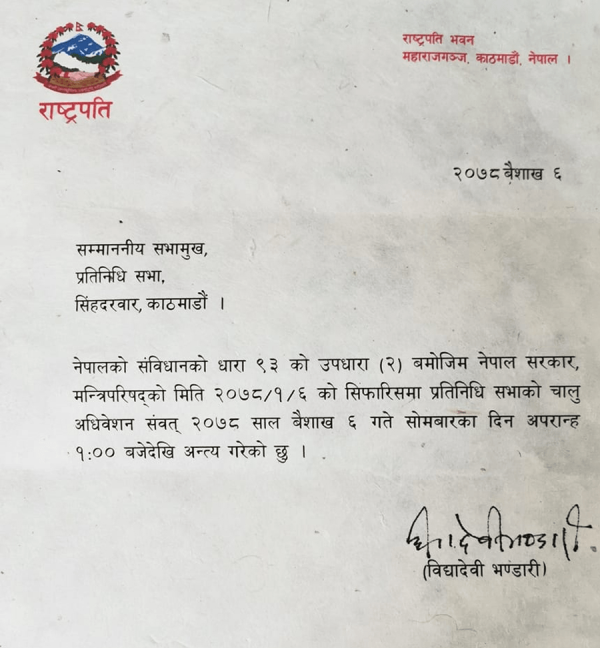 राष्ट्रपति
राष्ट्रपति भवन
महाराजगञ्ज, काठमाडौं, नेपाल ।
२०७८ बैशाख ६
सम्माननीय सभामुख,
प्रतिनिधि सभा,
सिंहदरवार, काठमाडौं ।
नेपालको संविधानको धारा ९३ को उपधारा (२) बमोजिम नेपाल सरकार,
मन्त्रिपरिषद्को मिति २०७८/१/६ को सिफारिसमा प्रतिनिधि सभाको चालु
अधिवेशन संवत् २०७८ साल बैशाख ६ गते सोमबारका दिन अपरान्ह
१:०० बजेदेखि अन्त्य गरेको छु ।
(विद्यादेवी भण्डारी)